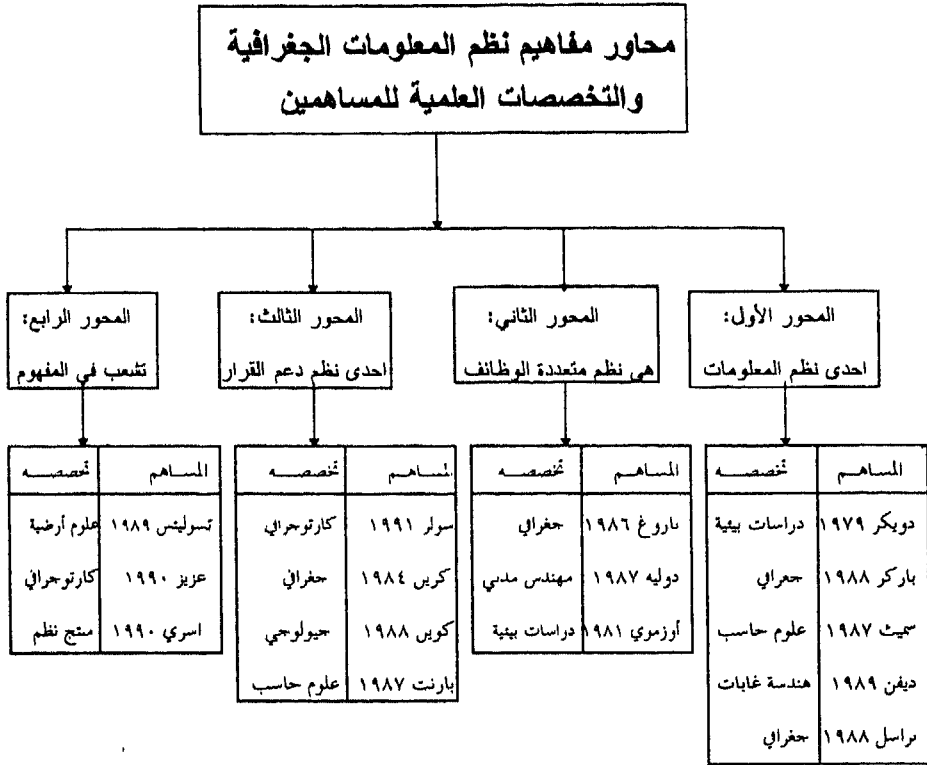 محاور مفاهيم نظم المعلومات الجغرافية
والتخصصات العلمية للمساهمين
المحور الأول:
احدى نظم المعلومات
المساهم تخصصه
دويكر ١٩٧٩ دراسات بيئية
باركر ١٩٨٨ جغرافي
سميث ١٩٨٧ علوم حاسب
ديفن ١٩٨٩ هندسة غابات
براسل ١٩٨٨ جغرافي
المحور الثاني:
هي نظم متعددة الوظائف
المساهم تخصصه
باروغ ١٩٨٦ جغرافي
دوليه ١٩٨٧ مهندس مدني
أوزموي ١٩٨١ دراسات بيئية
المحور الثالث:
احدى نظم دعم القرار
المساهم تخصصه
سولر ١٩٩١ كارتوجرافي
كرين ١٩٨٤ جغرافي
كوين ١٩٨٨ جيولوجي
بارنت ١٩٨٧ علوم حاسب
المحور الرابع:
تشعب في المفهوم
المساهم تخصصه
تسوليتس ١٩٨٩ علوم أرضية
عزيز ١٩٩٠ كارتوجرافي
اسري ١٩٩٠ منتج نظم